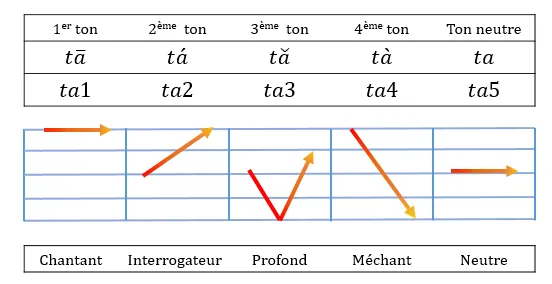 1er ton 2ème ton 3ème ton 4ème ton Ton neutre
tā tá tǎ tà ta
ta1 ta2 ta3 ta4 ta5
Chantant Interrogateur Profond Méchant Neutre